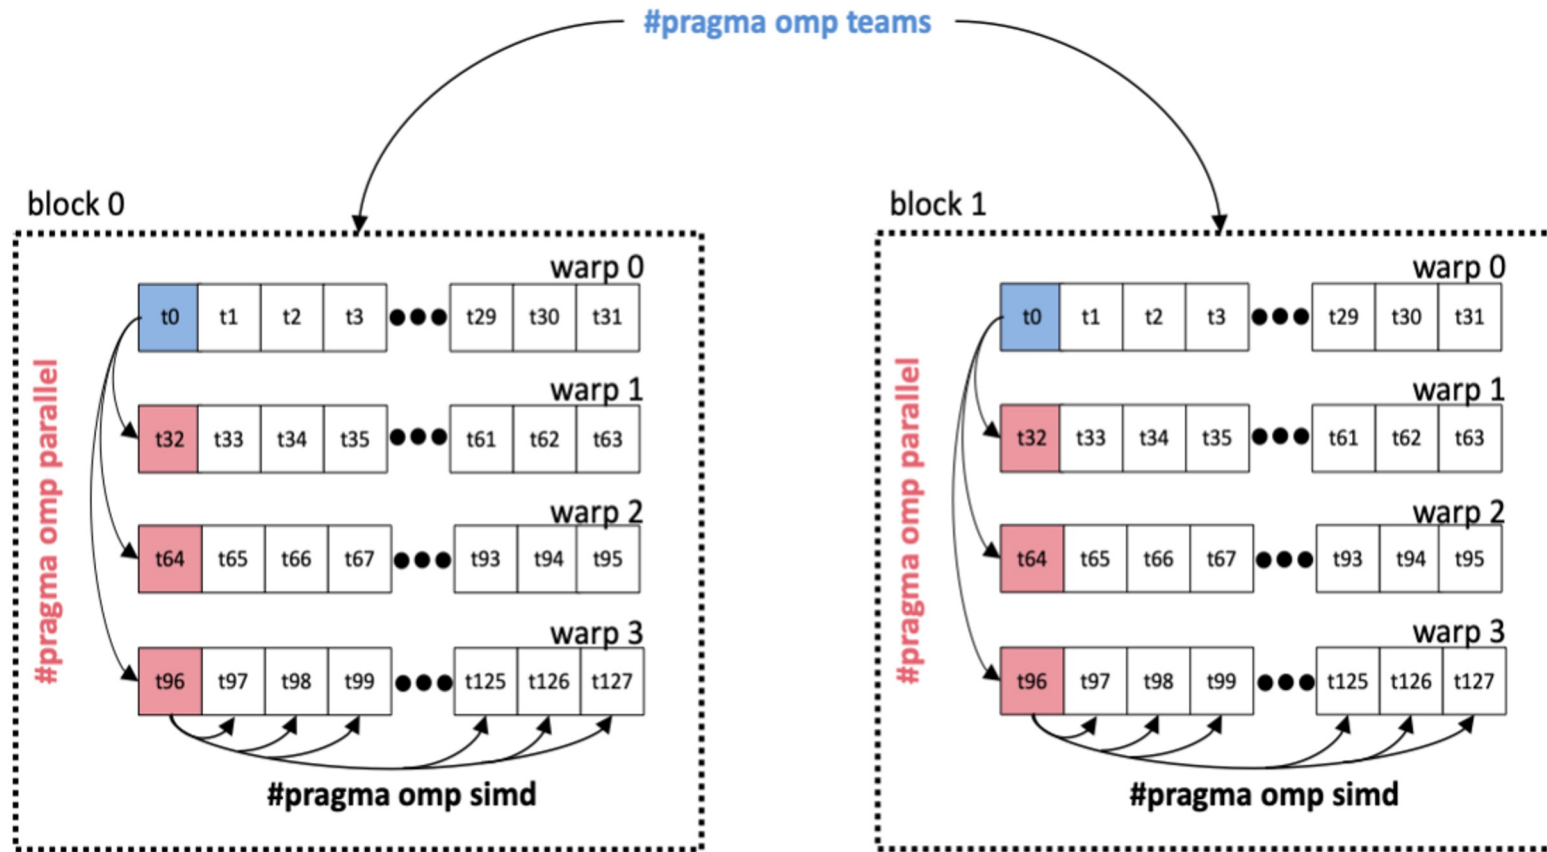 #pragma omp teams
block 0
warp 0
t0 t1 t2 t3 t29 t30 t31
warp 1
t32 t33 t34 t35 t61 t62 t63
warp 2
t64 t65 t66 t67 t93 t94 t95
warp 3
t96 t97 t98 t99 t125 t126 t127
#pragma omp parallel
#pragma omp simd
block 1
warp 0
t0 t1 t2 t3 t29 t30 t31
warp 1
t32 t33 t34 t35 t61 t62 t63
warp 2
t64 t65 t66 t67 t93 t94 t95
warp 3
t96 t97 t98 t99 t125 t126 t127
#pragma omp parallel
#pragma omp simd